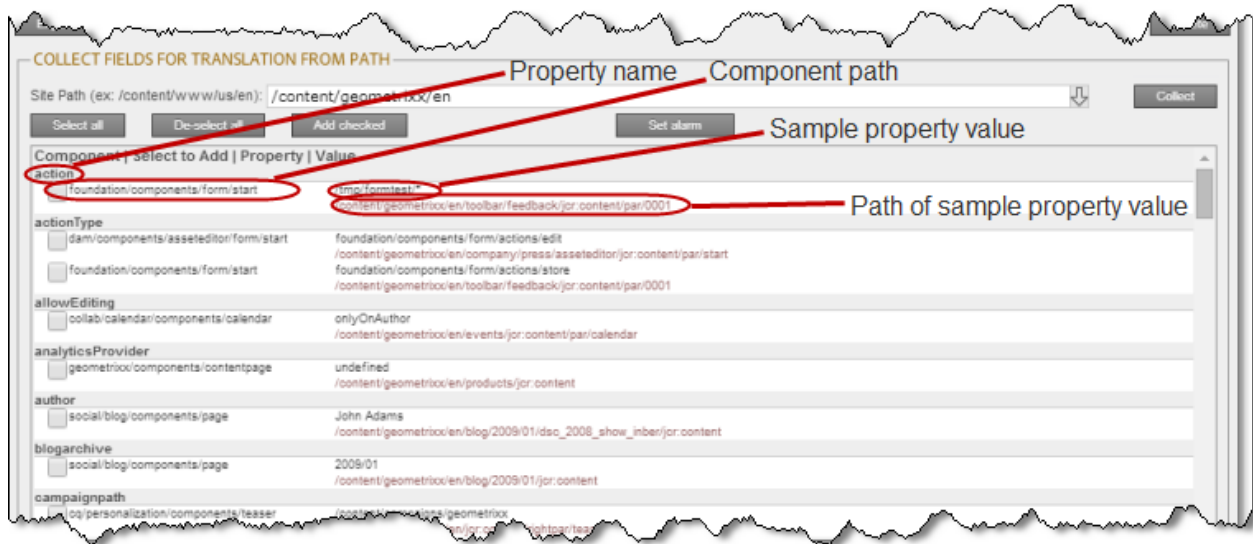 COLLECT FIELDS FOR TRANSLATION FROM PATH
Property name Component path
Site Path (ex: /content/www/us/en): /content/geometrixx/en Collect
Select all De-select all Add checked Set alarm
Sample property value
Component | Select to Add | Property | Value
action
foundation/components/form/start /tmp/formtest/*
/content/geometrixx/en/toolbar/feedback/jcr:content/par/0001
Path of sample property value
actionType
dam/components/asseteditor/form/start foundation/components/form/actions/edit
/content/geometrixx/en/company/press/asseteditor/jcr:content/par/start
foundation/components/form/start foundation/components/form/actions/store
/content/geometrixx/en/toolbar/feedback/jcr:content/par/0001
allowEditing
collab/calendar/components/calendar onlyOnAuthor
/content/geometrixx/en/events/jcr:content/par/calendar
analyticsProvider
geometrixx/components/contentpage undefined
/content/geometrixx/en/products/jcr:content
author
social/blog/components/page John Adams
/content/geometrixx/en/blog/2009/01/dsc_2008_show_inber/jcr:content
blogarchive
social/blog/components/page 2009/01
/content/geometrixx/en/blog/2009/01/jcr:content
campaignpath
cq/personalization/components/teaser